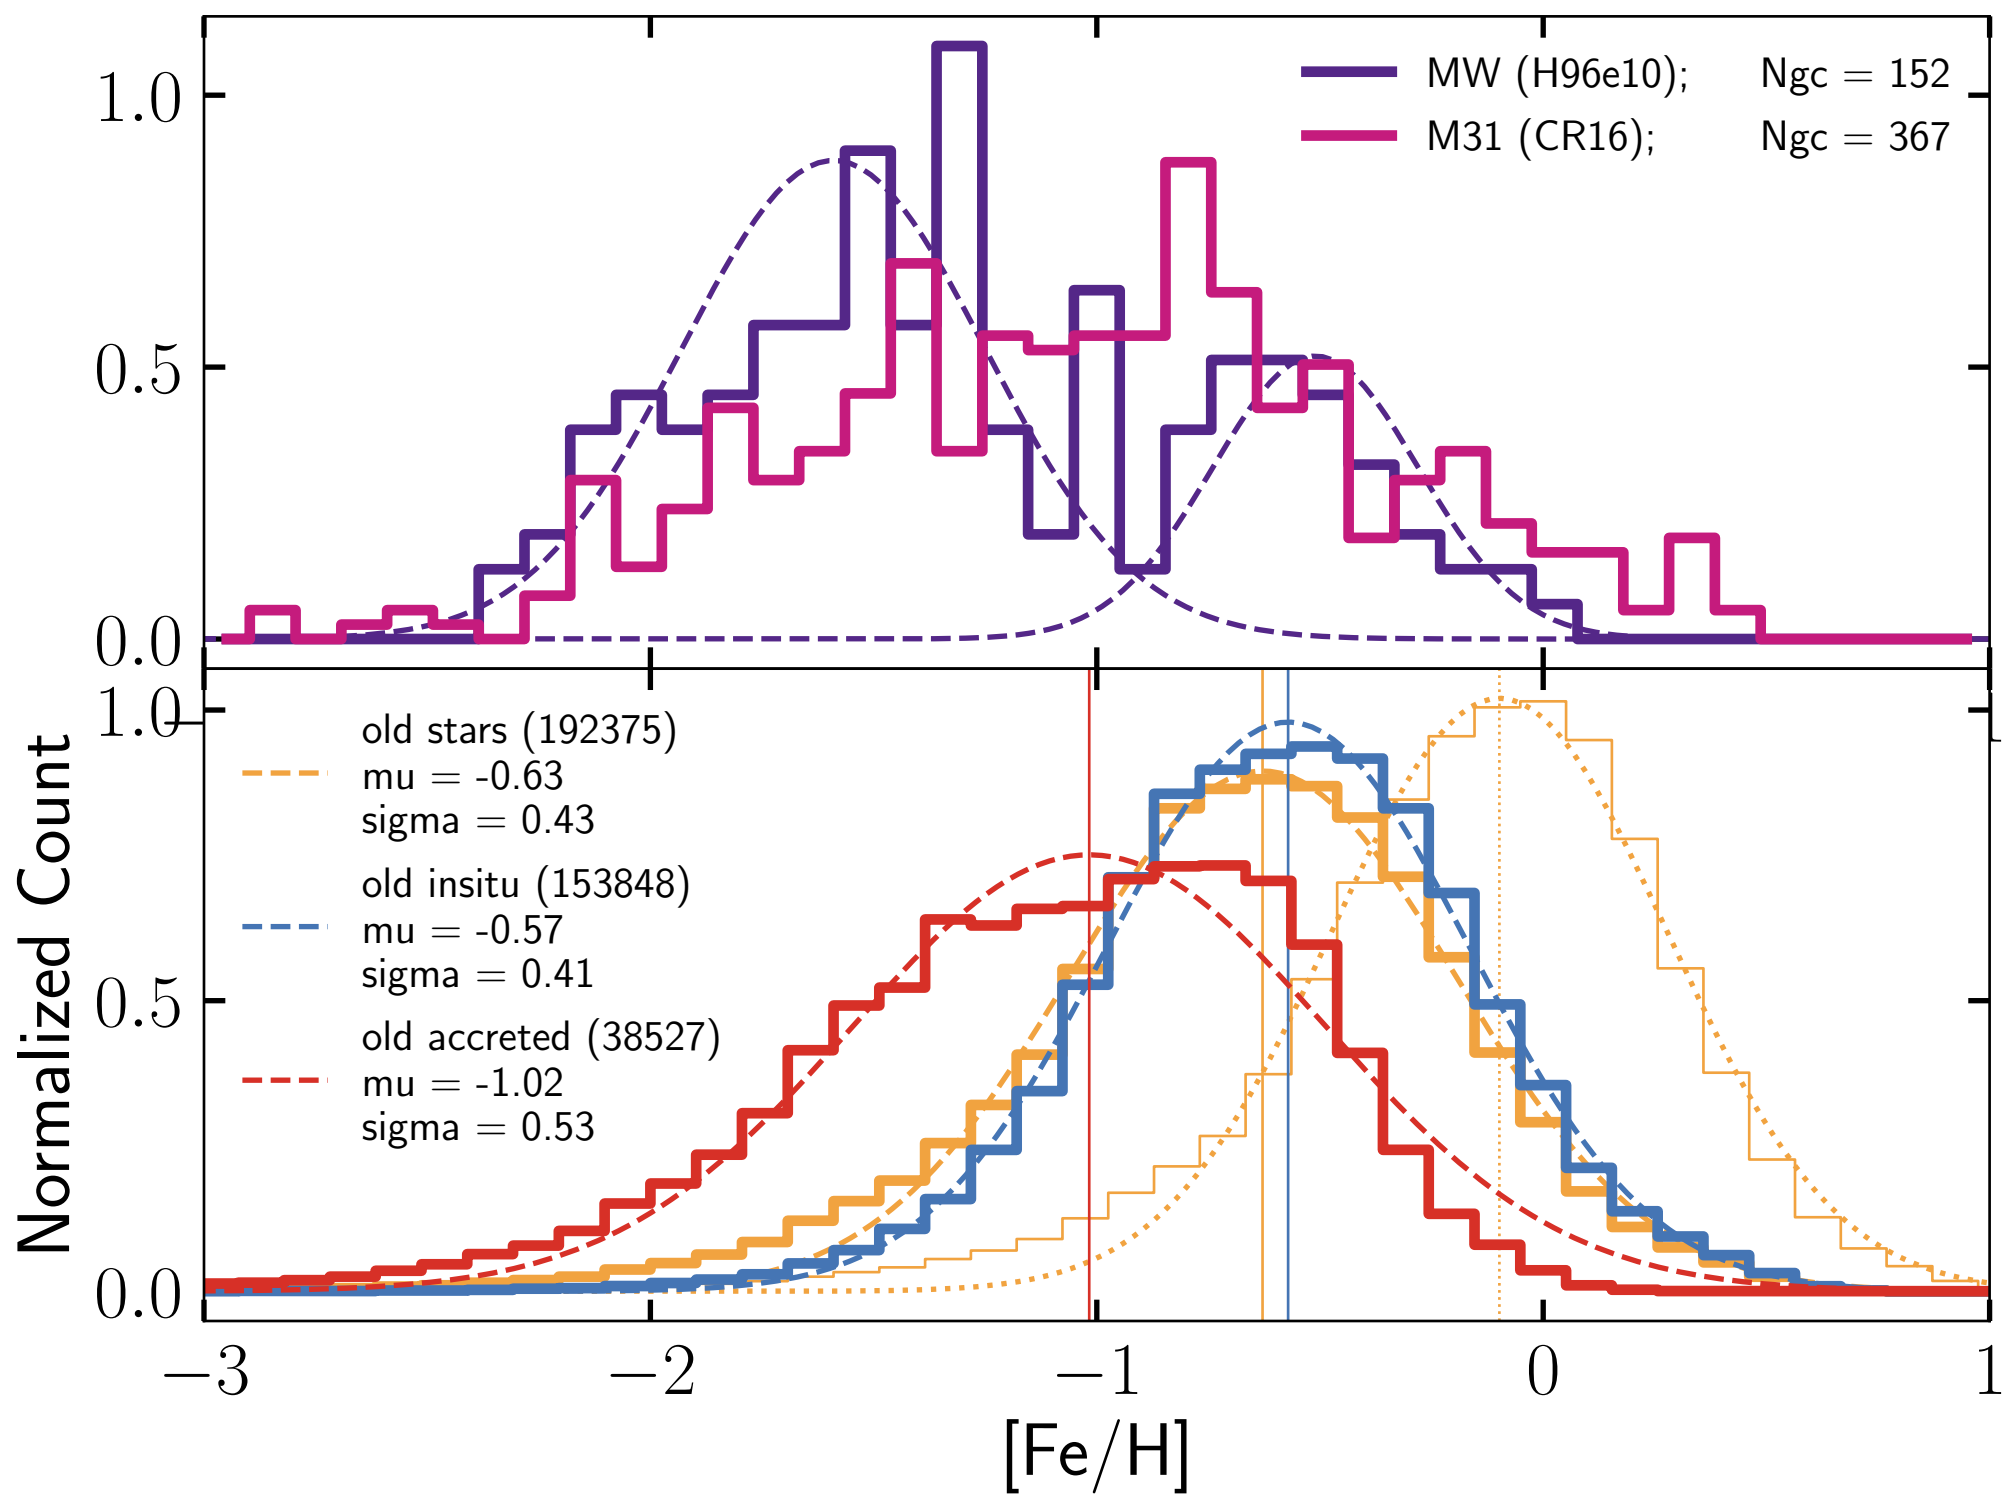 1.0
0.5
0.0
MW (H96e10); Ngc = 152
M31 (CR16); Ngc = 367
Normalized Count
1.0
0.5
0.0
old stars (192375)
mu = -0.63
sigma = 0.43
old insitu (153848)
mu = -0.57
sigma = 0.41
old accreted (38527)
mu = -1.02
sigma = 0.53
−3 −2 −1 0 1
[Fe/H]